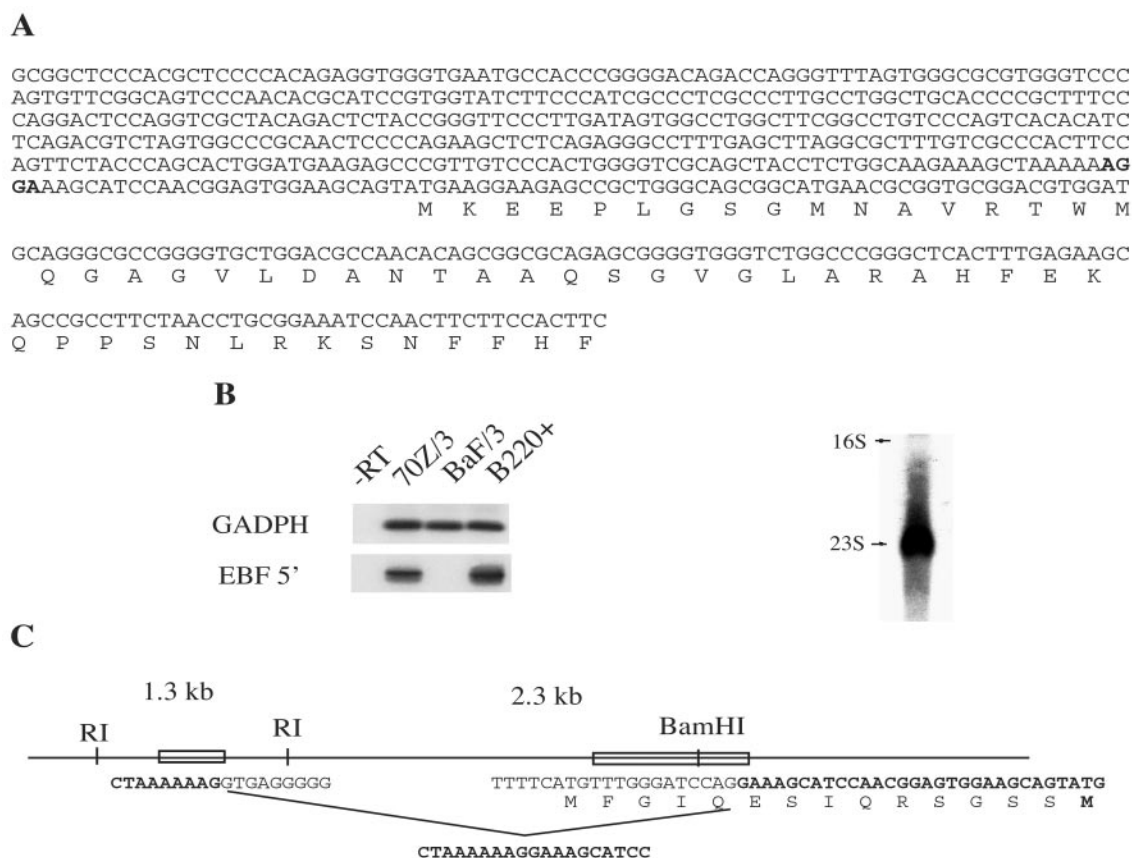 A
GCGGCTCCCACGCTCCCCACAGAGGTGGGTGAATGCCACCCGGGGACAGACCAGGGTTTAGTGGGCGCGTGGGTCCC
AGTGTTCGGCAGTCCCAACACGCATCCGTGGTATCTTCCCATCGCCCTCGCCCTTGCCTGGCTGCACCCCGCTTTCC
CAGGACTCCAGGTCGCTACAGACTCTACCGGGTTCCCTTGATAGTGGCCTGGCTTCGGCCTGTCCCAGTCACACATC
TCAGACGTCTAGTGGCCCGCAACTCCCCAGAAGCTCTCAGAGGGCCTTTGAGCTTAGGCGCTTTGTCGCCCACTTCC
AGTTCTACCCAGCACTGGATGAAGAGCCCGTTGTCCCACTGGGGTCGCAGCTACCTCTGGCAAGAAAGCTAAAAAAG
GAAAGCATCCAACGGAGTGGAAGCAGTATGAAGGAAGAGCCGCTGGGCAGCGGCATGAACGCGGTGCGGACGTGGAT
M K E E P L G S G M N A V R T W M
GCAGGGCGCCGGGGTGCTGGACGCCAACACAGCGGCGCAGAGCGGGGTGGGTCTGGCCCGGGCTCACTTTGAGAAGC
Q G A G V L D A N T A A Q S G V G L A R A H F E K
AGCCGCCTTCTAACCTGCGGAAATCCAACTTCTTCCACTTC
Q P P S N L R K S N F F H F
B
-RT 70Z/3 BaF/3 B220+
GADPH
EBF 5'
16S
23S
C
1.3 kb 2.3 kb
RI RI BamHI
CTAAAAAAGGTGAGGGGG TTTTCATGTTTGGGATCCAGGAAAGCATCCAACGGAGTGGAAGCAGTATG
M F G I Q E S I Q R S G S S M
CTAAAAAAGGAAAGCATCC